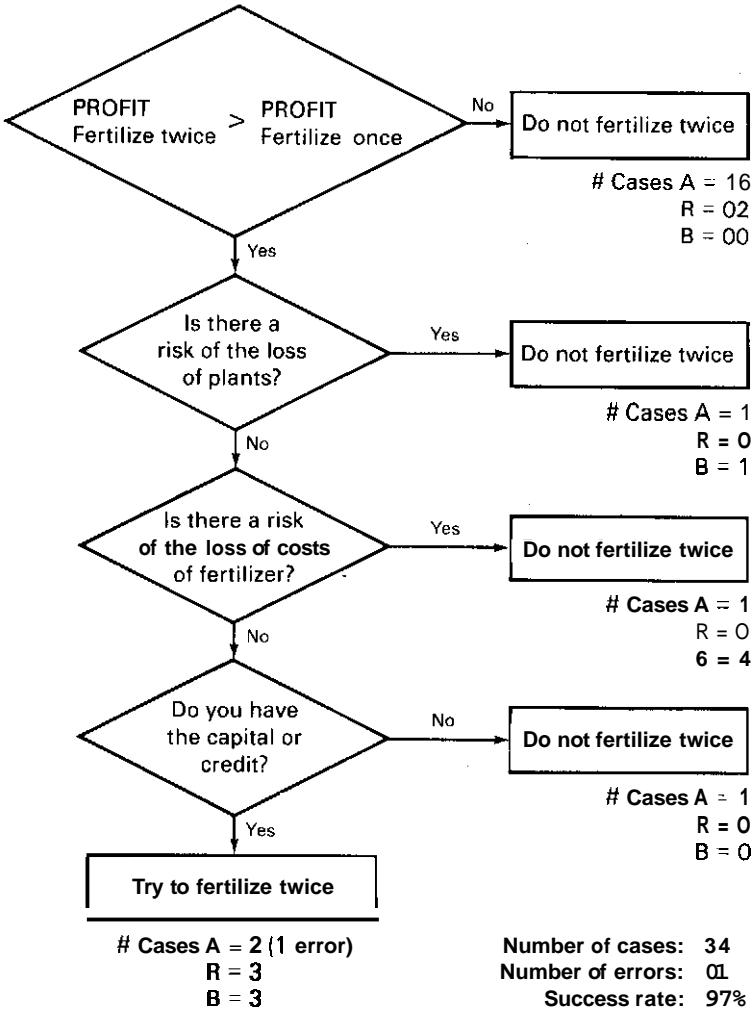 PROFIT
Fertilize twice
>
PROFIT
Fertilize once
No
Do not fertilize twice
# Cases A = 16
R = 02
B = 00
Yes
Is there a
risk of the loss
of plants?
Yes
Do not fertilize twice
# Cases A = 1
R = 0
B = 1
No
Is there a risk
of the loss of costs
of fertilizer?
Yes
Do not fertilize twice
# Cases A = 1
R = 0
6 = 4
No
Do you have
the capital or
credit?
No
Do not fertilize twice
# Cases A = 1
R = 0
B = 0
Yes
Try to fertilize twice
# Cases A = 2 (1 error)
R = 3
B = 3
Number of cases: 34
Number of errors: 01
Success rate: 97%